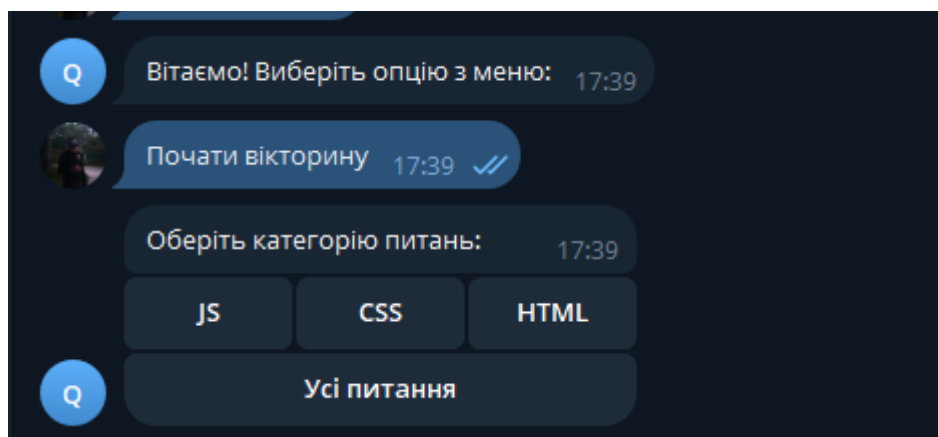 Q
Вітаємо! Виберіть опцію з меню: 17:39
Почати вікторину 17:39
Оберіть категорію питань: 17:39
JS CSS HTML
Q
Усі питання